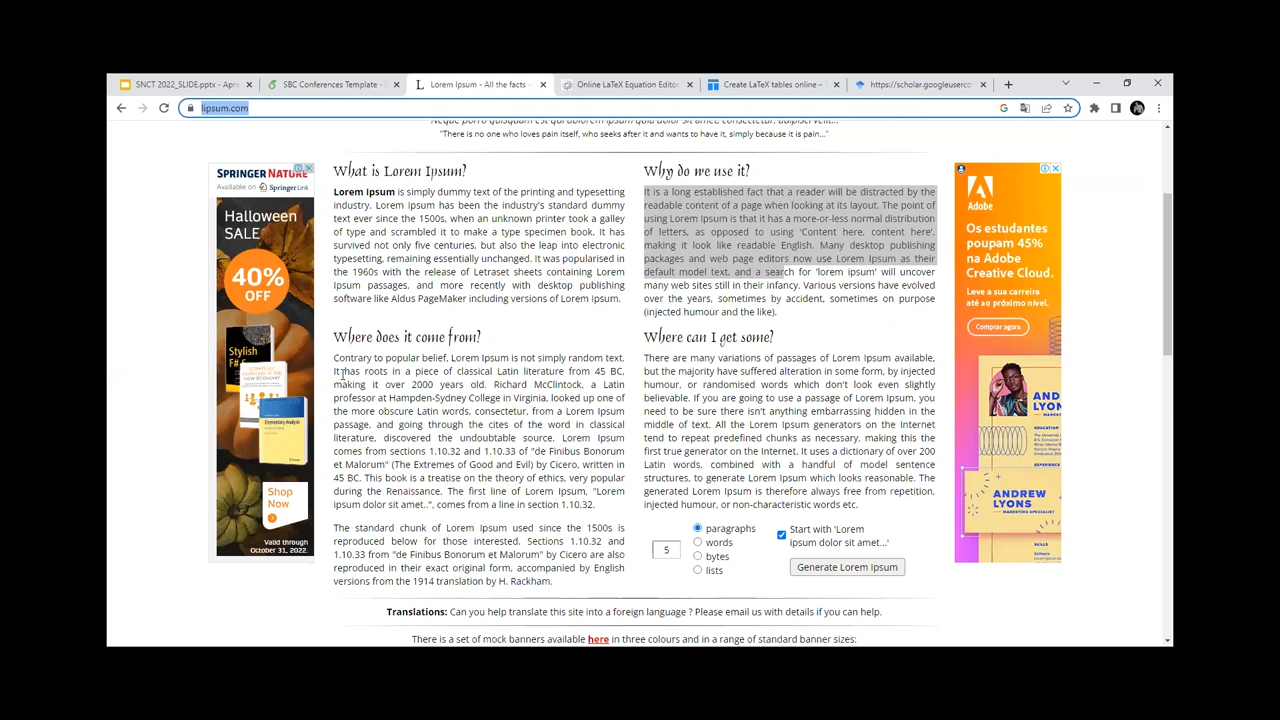 SNCT 2022_SLIDE.pptx - Apre
SBC Conferences Template -
Lorem Ipsum - All the facts -
Online LaTeX Equation Editor
Create LaTeX tables online –
https://scholar.googleuserco
lipsum.com
Neque porro quisquam est qui dolorem ipsum quia dolor sit amet, consectetur, adipisci velit...
"There is no one who loves pain itself, who seeks after it and wants to have it, simply because it is pain..."
SPRINGER NATURE
Available on SpringerLink
Halloween
SALE
40%
OFF
Stylish
F#
Elementary Analysis
Shop
Now
Valid through
October 31, 2022.
What is Lorem Ipsum?
Lorem Ipsum is simply dummy text of the printing and typesetting
industry. Lorem Ipsum has been the industry's standard dummy
text ever since the 1500s, when an unknown printer took a galley
of type and scrambled it to make a type specimen book. It has
survived not only five centuries, but also the leap into electronic
typesetting, remaining essentially unchanged. It was popularised in
the 1960s with the release of Letraset sheets containing Lorem
Ipsum passages, and more recently with desktop publishing
software like Aldus PageMaker including versions of Lorem Ipsum.
Where does it come from?
Contrary to popular belief, Lorem Ipsum is not simply random text.
It has roots in a piece of classical Latin literature from 45 BC,
making it over 2000 years old. Richard McClintock, a Latin
professor at Hampden-Sydney College in Virginia, looked up one of
the more obscure Latin words, consectetur, from a Lorem Ipsum
passage, and going through the cites of the word in classical
literature, discovered the undoubtable source. Lorem Ipsum
comes from sections 1.10.32 and 1.10.33 of "de Finibus Bonorum
et Malorum" (The Extremes of Good and Evil) by Cicero, written in
45 BC. This book is a treatise on the theory of ethics, very popular
during the Renaissance. The first line of Lorem Ipsum, "Lorem
ipsum dolor sit amet..", comes from a line in section 1.10.32.
The standard chunk of Lorem Ipsum used since the 1500s is
reproduced below for those interested. Sections 1.10.32 and
1.10.33 from "de Finibus Bonorum et Malorum" by Cicero are also
reproduced in their exact original form, accompanied by English
versions from the 1914 translation by H. Rackham.
Why do we use it?
It is a long established fact that a reader will be distracted by the
readable content of a page when looking at its layout. The point of
using Lorem Ipsum is that it has a more-or-less normal distribution
of letters, as opposed to using 'Content here, content here',
making it look like readable English. Many desktop publishing
packages and web page editors now use Lorem Ipsum as their
default model text, and a search for 'lorem ipsum' will uncover
many web sites still in their infancy. Various versions have evolved
over the years, sometimes by accident, sometimes on purpose
(injected humour and the like).
Where can I get some?
There are many variations of passages of Lorem Ipsum available,
but the majority have suffered alteration in some form, by injected
humour, or randomised words which don't look even slightly
believable. If you are going to use a passage of Lorem Ipsum, you
need to be sure there isn't anything embarrassing hidden in the
middle of text. All the Lorem Ipsum generators on the Internet
tend to repeat predefined chunks as necessary, making this the
first true generator on the Internet. It uses a dictionary of over 200
Latin words, combined with a handful of model sentence
structures, to generate Lorem Ipsum which looks reasonable. The
generated Lorem Ipsum is therefore always free from repetition,
injected humour, or non-characteristic words etc.
5
paragraphs
words
bytes
lists
Start with 'Lorem
ipsum dolor sit amet...'
Generate Lorem Ipsum
Adobe
Os estudantes
poupam 45%
na Adobe
Creative Cloud.
Leve a sua carreira
até ao próximo nível.
Comprar agora
AND
LYON
EDUCATION
EXPERIENCE
ANDREW
LYONS
MARKETING SPECIALIST
SKILLS
Translations: Can you help translate this site into a foreign language ? Please email us with details if you can help.
There is a set of mock banners available here in three colours and in a range of standard banner sizes: